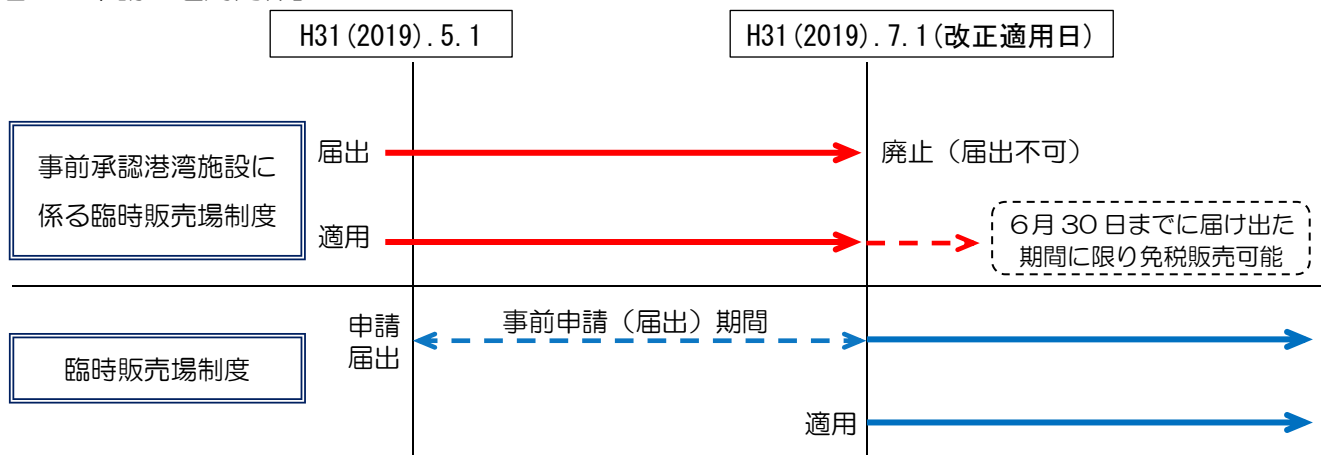 H31(2019).5.1
H31(2019).7.1(改正適用日)
事前承認港湾施設に
係る臨時販売場制度
届出
廃止（届出不可）
適用
６月30日までに届け出た
期間に限り免税販売可能
臨時販売場制度
申請
届出
事前申請（届出）期間
適用